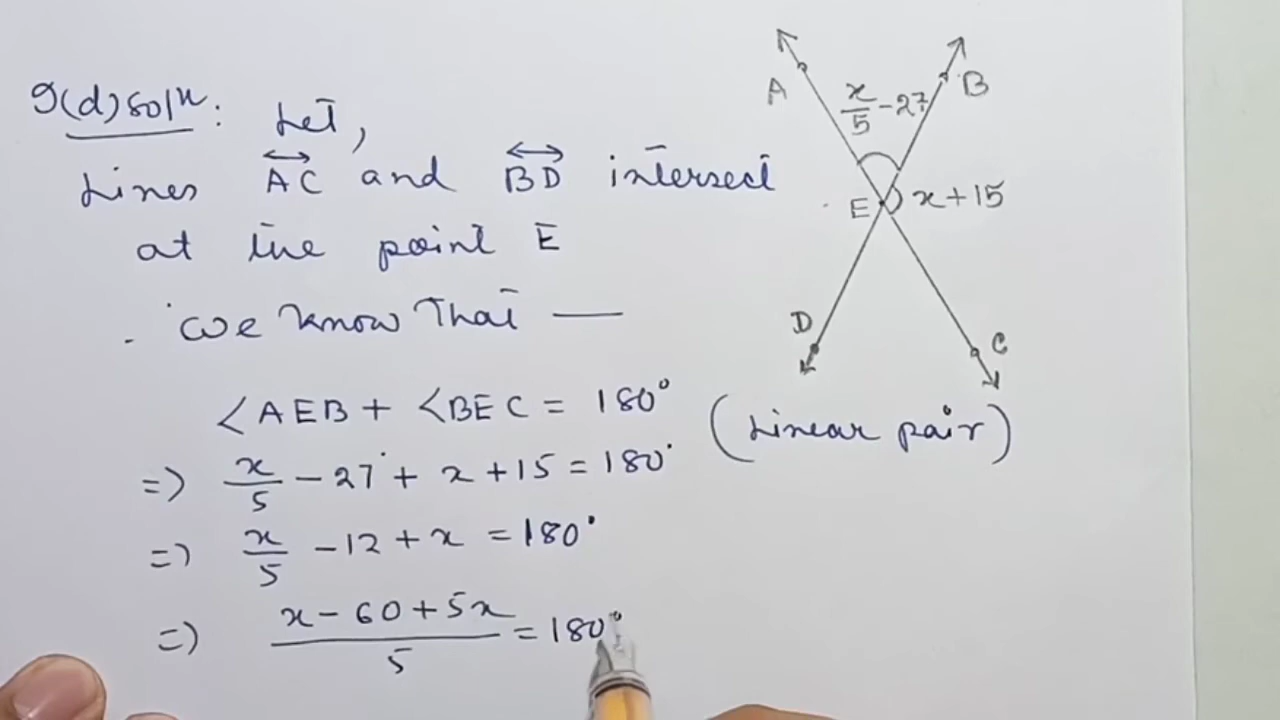 9(d) solⁿ: Let,
Lines A͟C and BD intersect
at the point E
We know that —
∠AEB + ∠BEC = 180° (Linear pair)
=> x/5 - 27 + x + 15 = 180°
=> x/5 - 12 + x = 180°
=> (x - 60 + 5x)/5 = 180°
A
B
x/5 - 27
E
x + 15
D
C